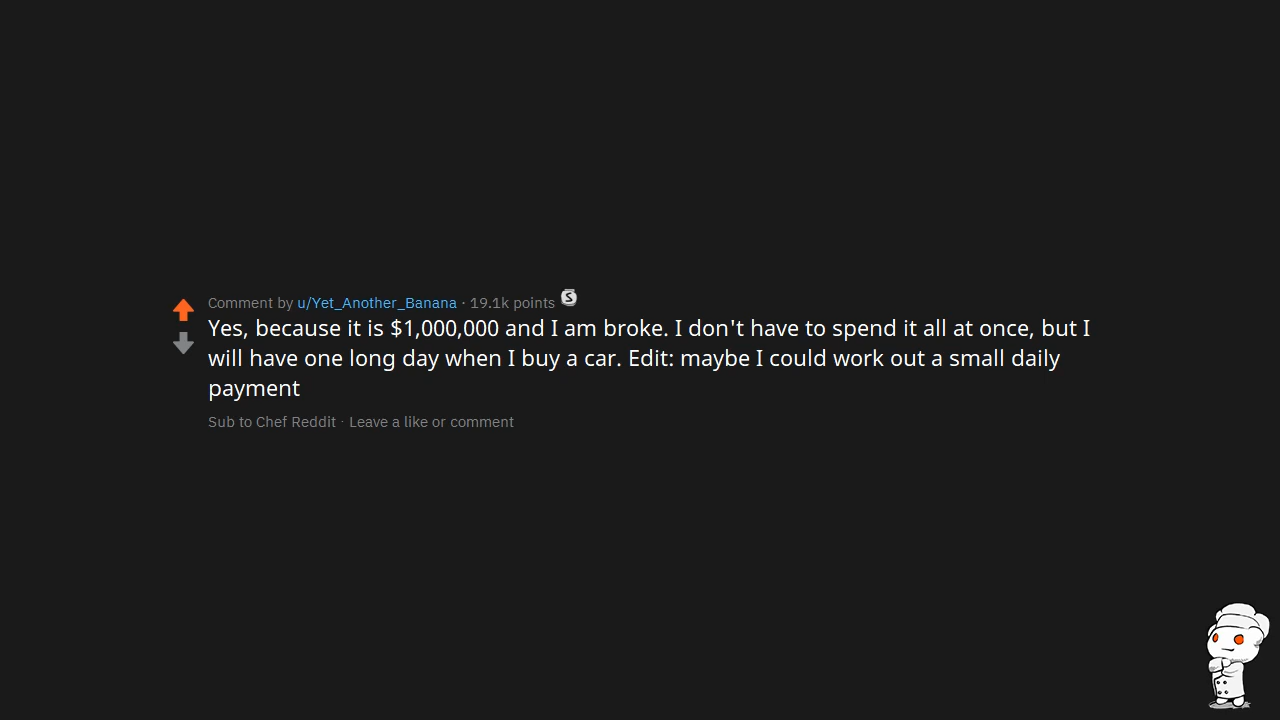 Comment by u/Yet_Another_Banana · 19.1k points S
Yes, because it is $1,000,000 and I am broke. I don't have to spend it all at once, but I
will have one long day when I buy a car. Edit: maybe I could work out a small daily
payment
Sub to Chef Reddit · Leave a like or comment